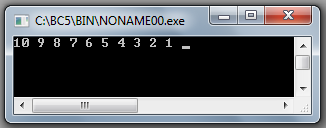 C:\BC5\BIN\NONAME00.exe
10 9 8 7 6 5 4 3 2 1 _